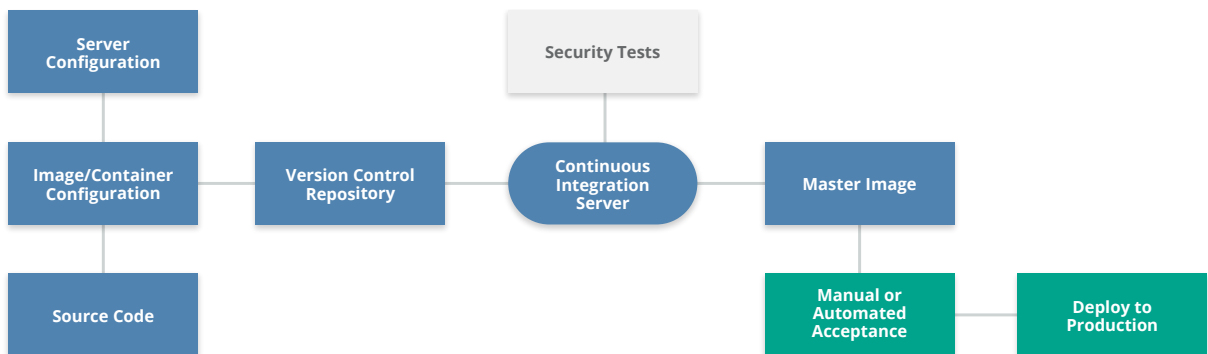 Server
Configuration
Security Tests
Image/Container
Configuration
Version Control
Repository
Continuous
Integration
Server
Master Image
Source Code
Manual or
Automated
Acceptance
Deploy to
Production